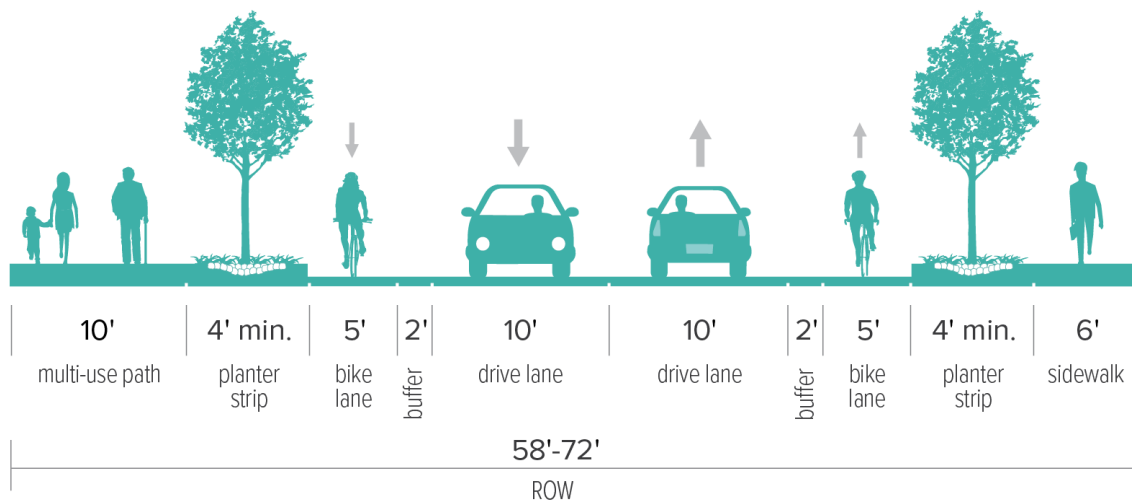 10' 4' min. 5' 2' 10' 10' 2' 5' 4' min. 6'
multi-use path
planter
strip
bike
lane
buffer
drive lane
drive lane
buffer
bike
lane
planter
strip
sidewalk
58'-72'
ROW